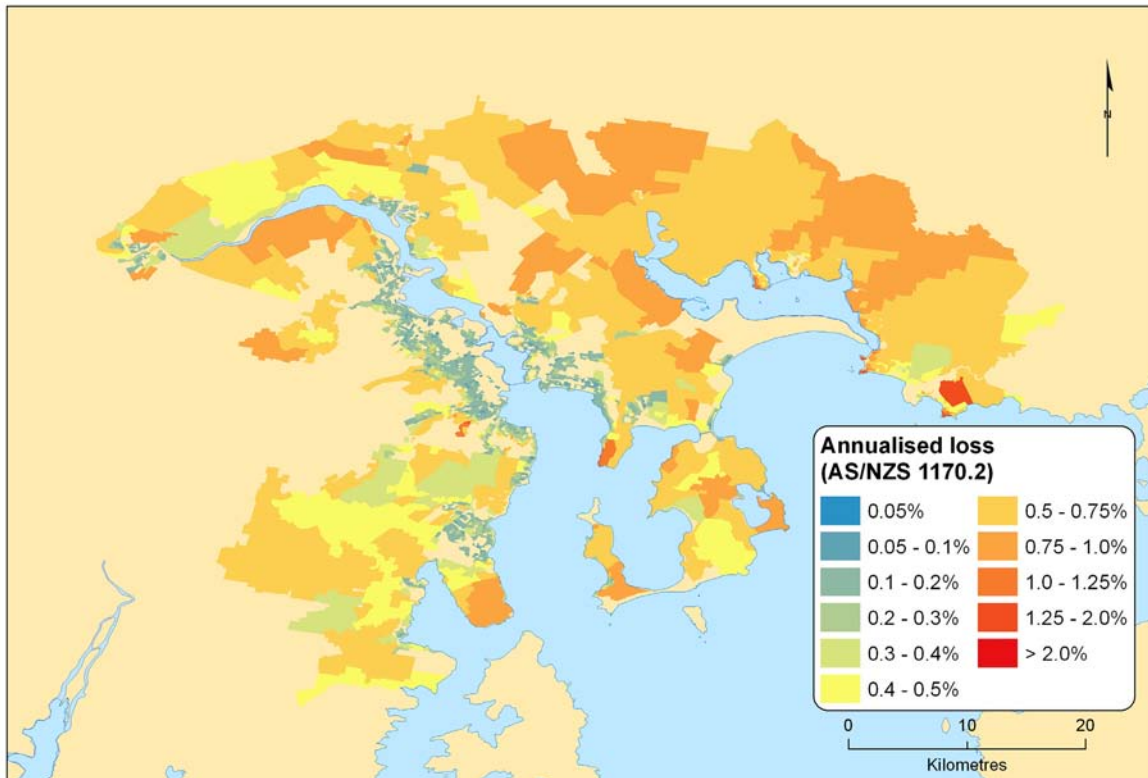 N
Annualised loss
(AS/NZS 1170.2)
0.05%
0.05 - 0.1%
0.1 - 0.2%
0.2 - 0.3%
0.3 - 0.4%
0.4 - 0.5%
0.5 - 0.75%
0.75 - 1.0%
1.0 - 1.25%
1.25 - 2.0%
> 2.0%
0 10 20
Kilometres